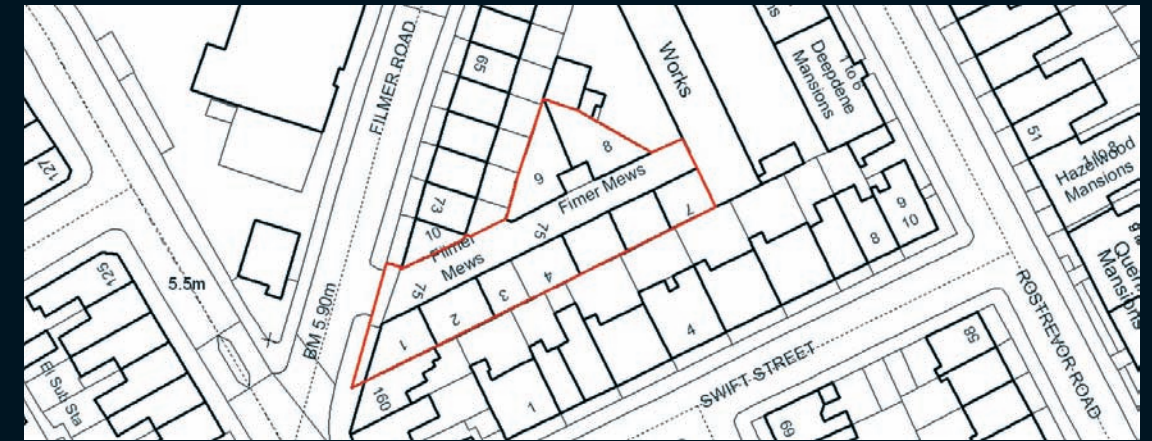 FILMER ROAD
65
Works
1s
1 to 6
Deepdene
Mansions
51
1 to 8
Hazelwood
Mansions
127
8
9
Fimer Mews
73
10
Filmer
Mews
75
75
7
9
10
8
125
5.5m
BM 5.90m
4
3
2
1
4
Mansions
ROSTREVOR ROAD
El Sub Sta
160
1
SWIFT STREET
58
69